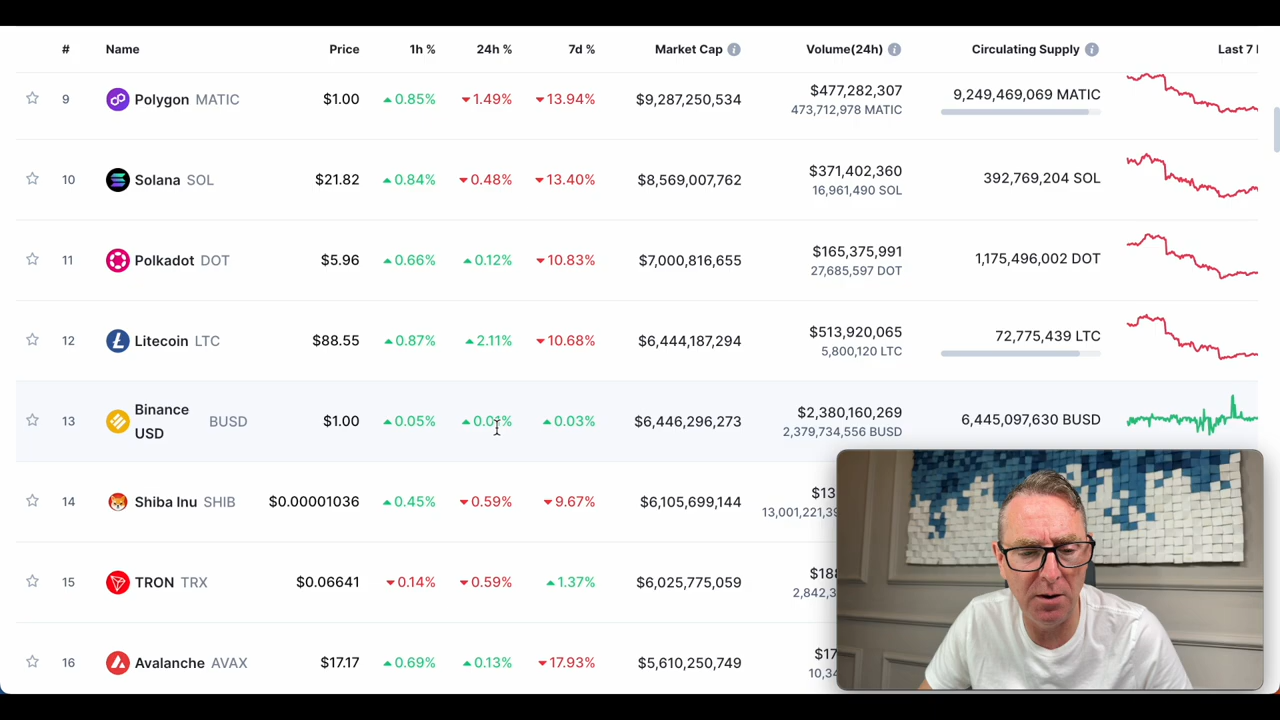 # Name Price 1h % 24h % 7d % Market Cap Volume(24h) Circulating Supply Last 7
9 Polygon MATIC $1.00 0.85% 1.49% 13.94% $9,287,250,534 $477,282,307 9,249,469,069 MATIC
473,712,978 MATIC
10 Solana SOL $21.82 0.84% 0.48% 13.40% $8,569,007,762 $371,402,360 392,769,204 SOL
16,961,490 SOL
11 Polkadot DOT $5.96 0.66% 0.12% 10.83% $7,000,816,655 $165,375,991 1,175,496,002 DOT
27,685,597 DOT
12 Litecoin LTC $88.55 0.87% 2.11% 10.68% $6,444,187,294 $513,920,065 72,775,439 LTC
5,800,120 LTC
13 Binance USD BUSD $1.00 0.05% 0.03% $6,446,296,273 $2,380,160,269 6,445,097,630 BUSD
2,379,734,556 BUSD
14 Shiba Inu SHIB $0.00001036 0.45% 0.59% 9.67% $6,105,699,144
15 TRON TRX $0.06641 0.14% 0.59% 1.37% $6,025,775,059
16 Avalanche AVAX $17.17 0.69% 0.13% 17.93% $5,610,250,749